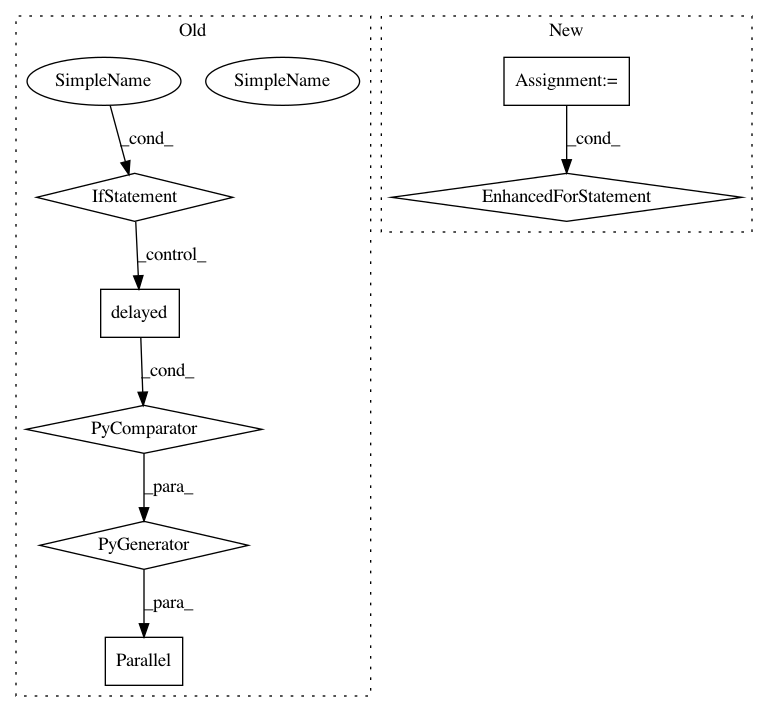 Old
New
SimpleName
SimpleName
Assignment:=
_cond_
_cond_
IfStatement
EnhancedForStatement
_control_
delayed
_cond_
PyComparator
_para_
PyGenerator
_para_
Parallel